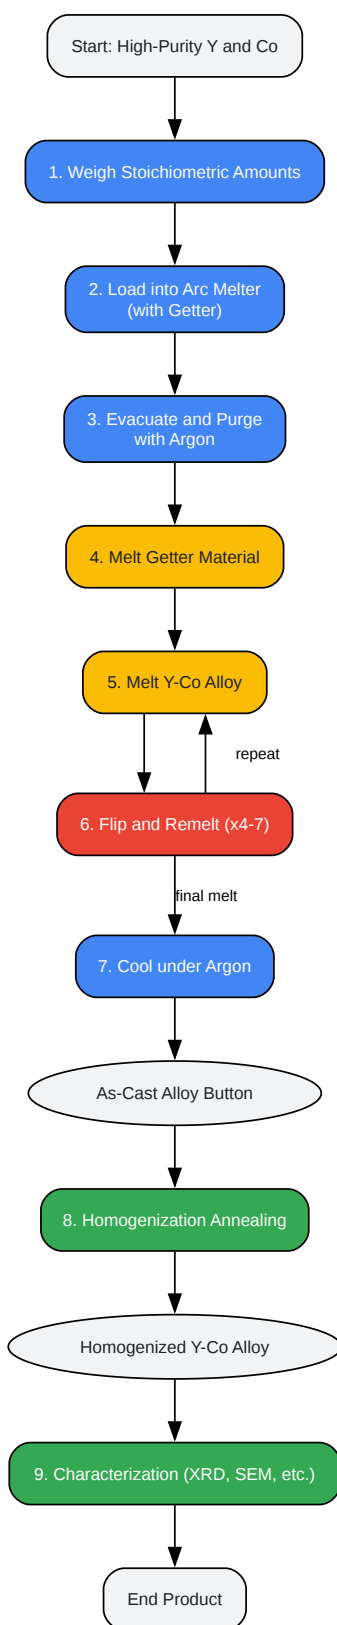 Start: High-Purity Y and Co
1. Weigh Stoichiometric Amounts
2. Load into Arc Melter
(with Getter)
3. Evacuate and Purge
with Argon
4. Melt Getter Material
5. Melt Y-Co Alloy
repeat
6. Flip and Remelt (x4-7)
final melt
7. Cool under Argon
As-Cast Alloy Button
8. Homogenization Annealing
Homogenized Y-Co Alloy
9. Characterization (XRD, SEM, etc.)
End Product